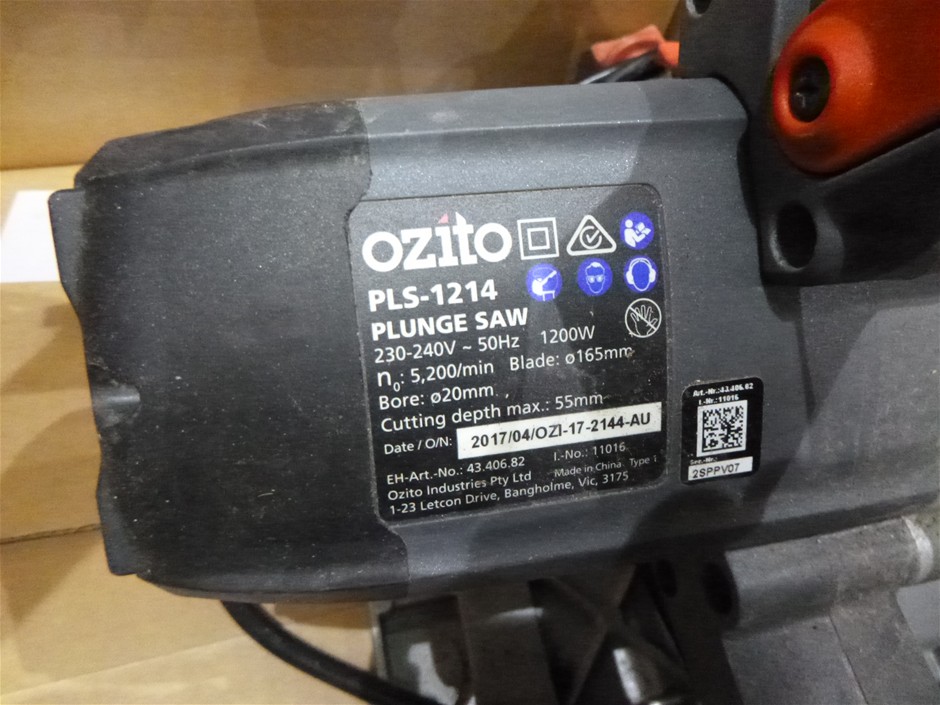 ozito
PLS-1214
PLUNGE SAW
230-240V ~ 50Hz 1200W
n₀: 5,200/min Blade: ø165mm
Bore: ø20mm
Cutting depth max.: 55mm
Date / O/N: 2017/04/OZI-17-2144-AU
EH-Art.-No.: 43.406.82 I.-No.: 11016
Ozito Industries Pty Ltd Made in China Type 1
1-23 Letcon Drive, Bangholme, Vic, 3175
Art.-Nr.:43.406.82
I.-Nr.:11016
Ser.-Nr.:
2SPPV07